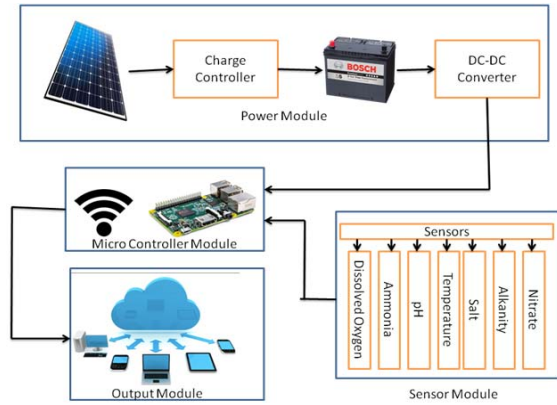 Charge
Controller
BOSCH
DC-DC
Converter
Power Module
Micro Controller Module
Sensors
Dissolved Oxygen
Ammonia
pH
Temperature
Salt
Alkanity
Nitrate
Output Module
Sensor Module